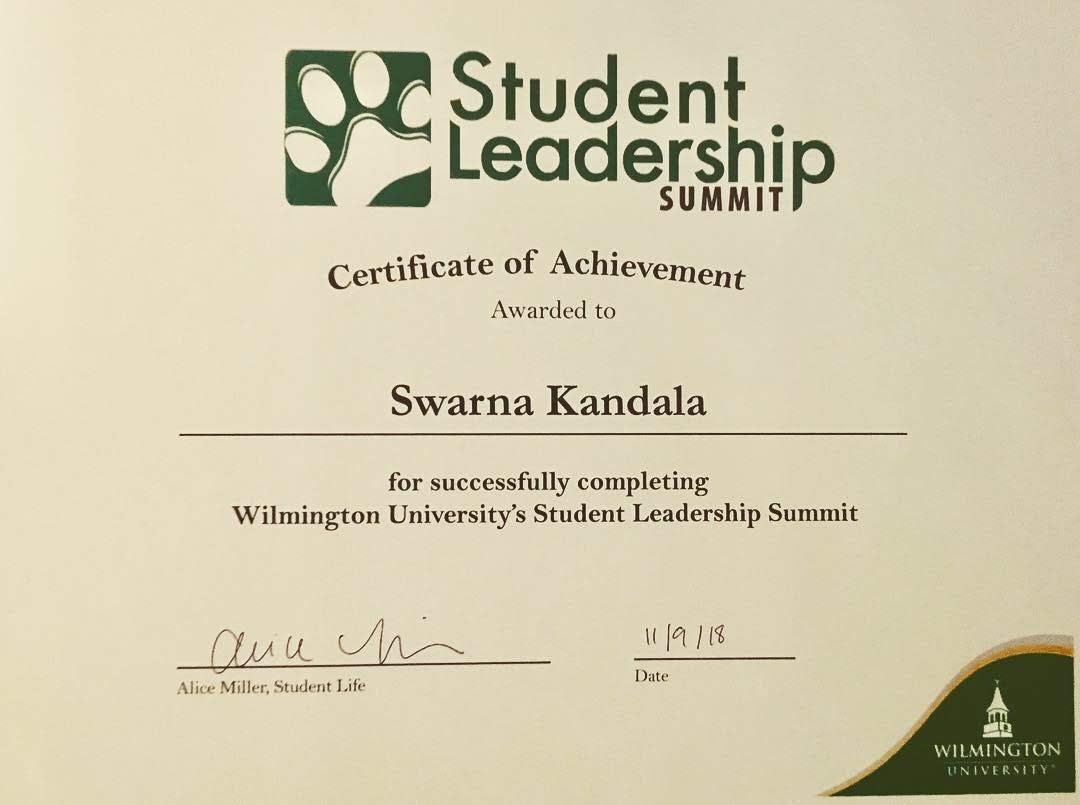 Student
Leadership
SUMMIT
Certificate of Achievement
Awarded to
Swarna Kandala
for successfully completing
Wilmington University's Student Leadership Summit
Alice Miller
11/9/18
Alice Miller, Student Life
Date
WILMINGTON
UNIVERSITY